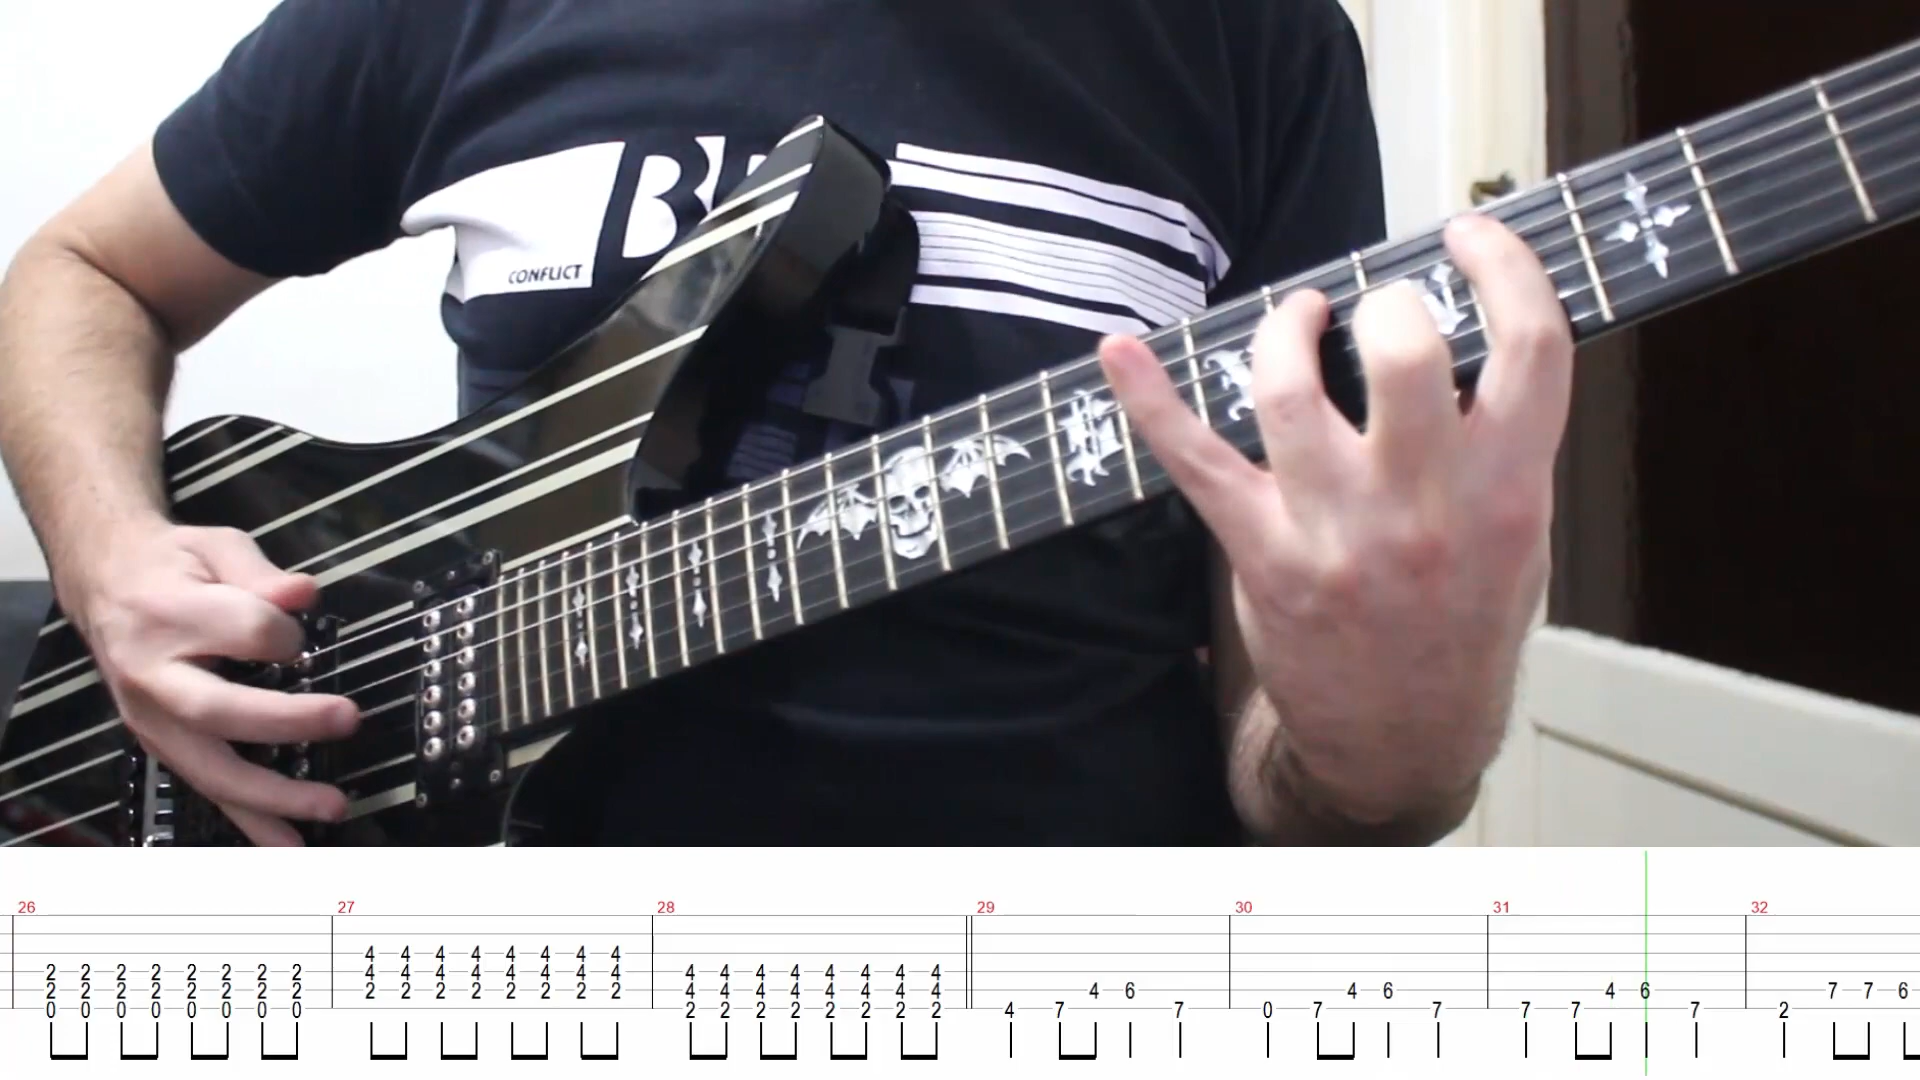 B
CONFLICT
26 27 28 29 30 31 32
4 4 4 4 4 4 4 4
2 2 2 2 2 2 2 2 4 4 4 4 4 4 4 4 4 4 4 4 4 4 4 4
2 2 2 2 2 2 2 2 2 2 2 2 2 2 2 2 4 4 4 4 4 4 4 4 4 6 4 6 4 6 7 7 6
0 0 0 0 0 0 0 0 2 2 2 2 2 2 2 2 4 7 7 0 7 7 7 7 7 2